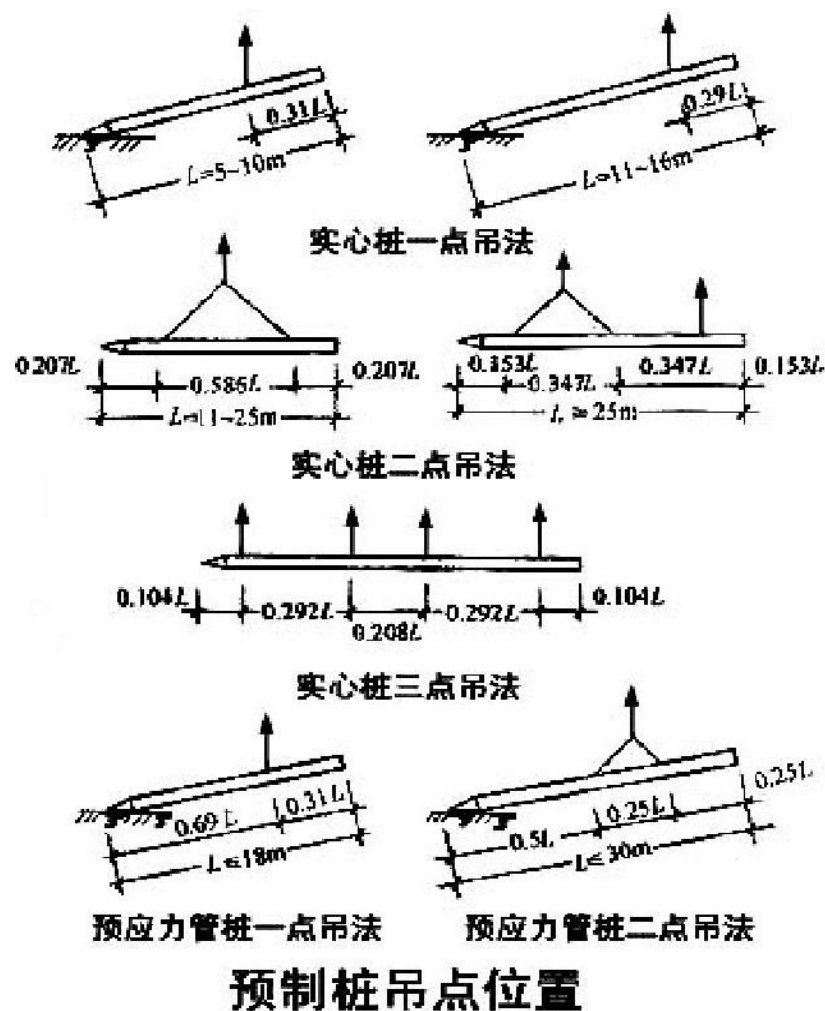 0.31L
0.29L
L=5~10m
L=11~16m
实心桩一点吊法
0.207L
0.586L
0.207L
0.153L
0.347L
0.347L
0.153L
L=11~25m
L≥25m
实心桩二点吊法
0.104L
0.292L
0.208L
0.292L
0.104L
实心桩三点吊法
0.69L
0.31L
0.5L
0.25L
0.25L
L≤18m
L≤30m
预应力管桩一点吊法
预应力管桩二点吊法
预制桩吊点位置